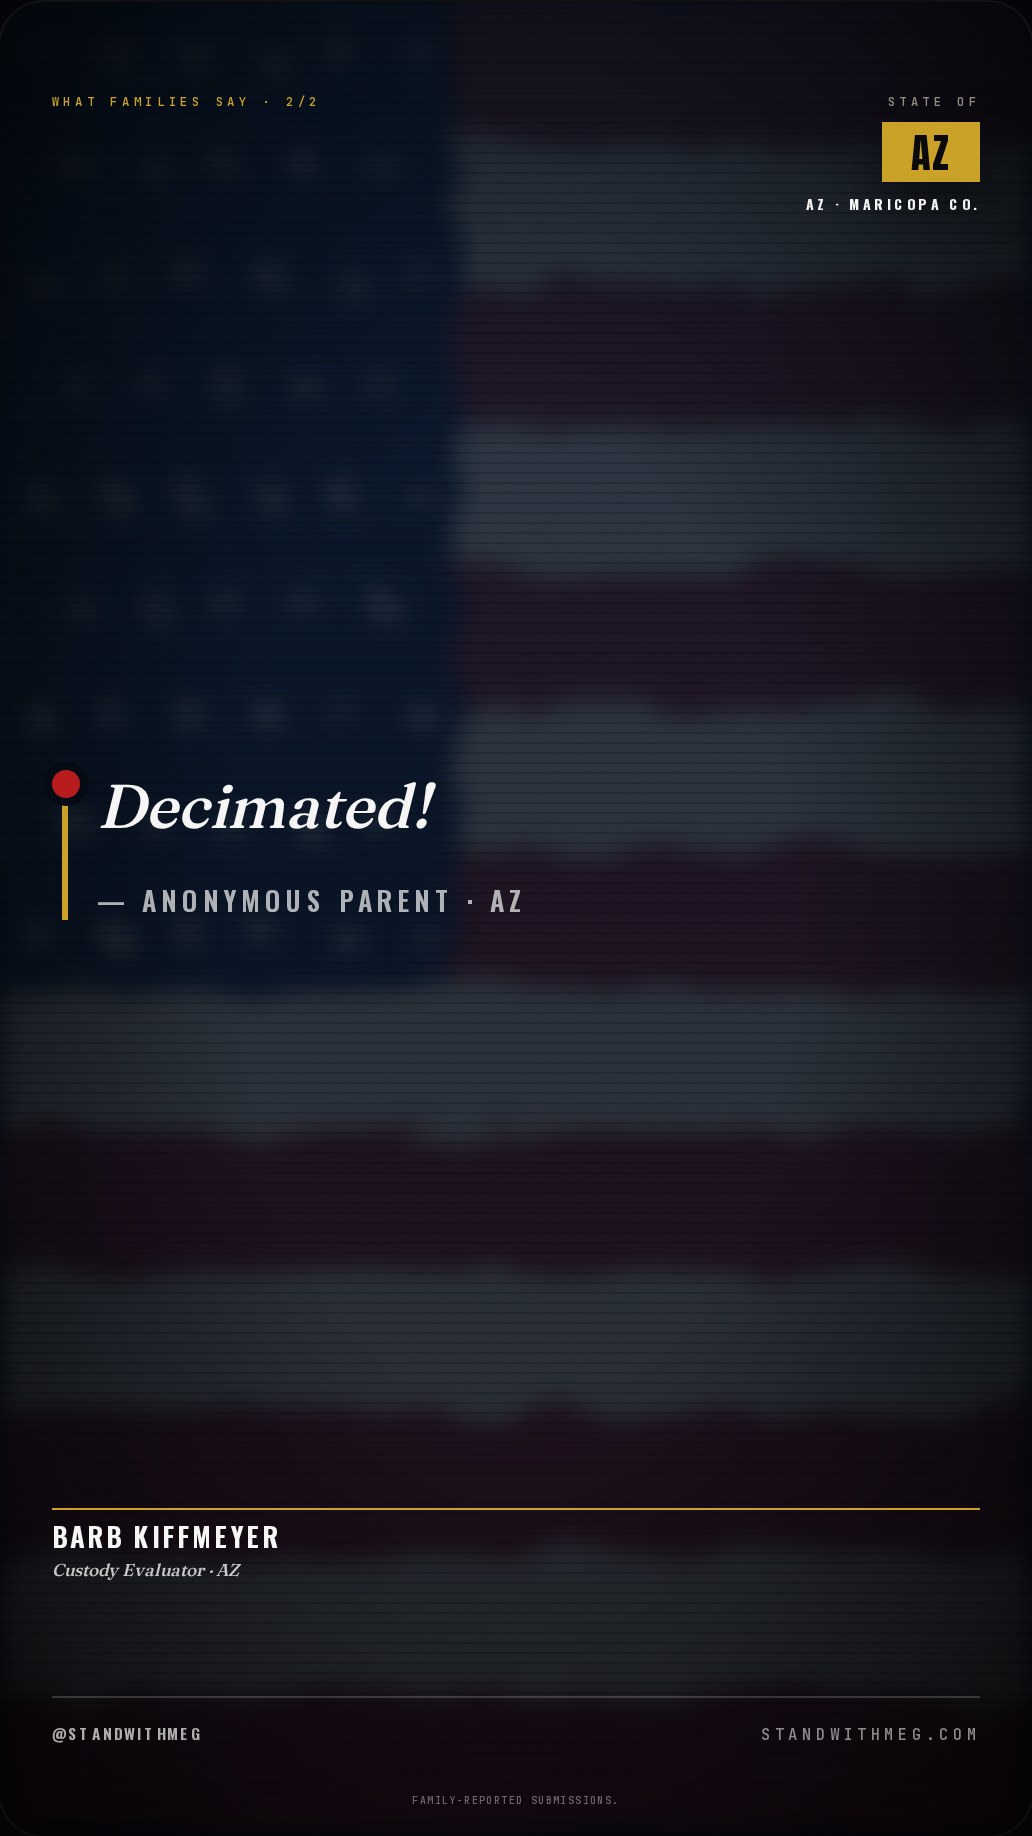 WHAT FAMILIES SAY · 2/2
STATE OF
AZ
AZ · MARICOPA CO.
Decimated!
— ANONYMOUS PARENT · AZ
BARB KIFFMEYER
Custody Evaluator · AZ
@STANDWITHMEG
STANDWITHMEG.COM
FAMILY-REPORTED SUBMISSIONS.